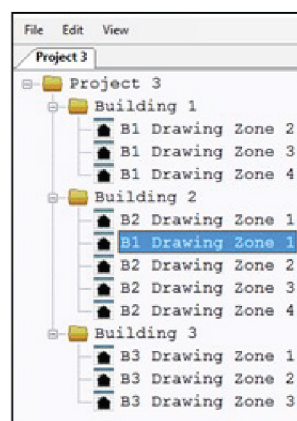 File Edit View
Project 3
Project 3
Building 1
B1 Drawing Zone 2
B1 Drawing Zone 3
B1 Drawing Zone 4
Building 2
B2 Drawing Zone 1
B1 Drawing Zone 1
B2 Drawing Zone 2
B2 Drawing Zone 3
B2 Drawing Zone 4
Building 3
B3 Drawing Zone 1
B3 Drawing Zone 2
B3 Drawing Zone 3